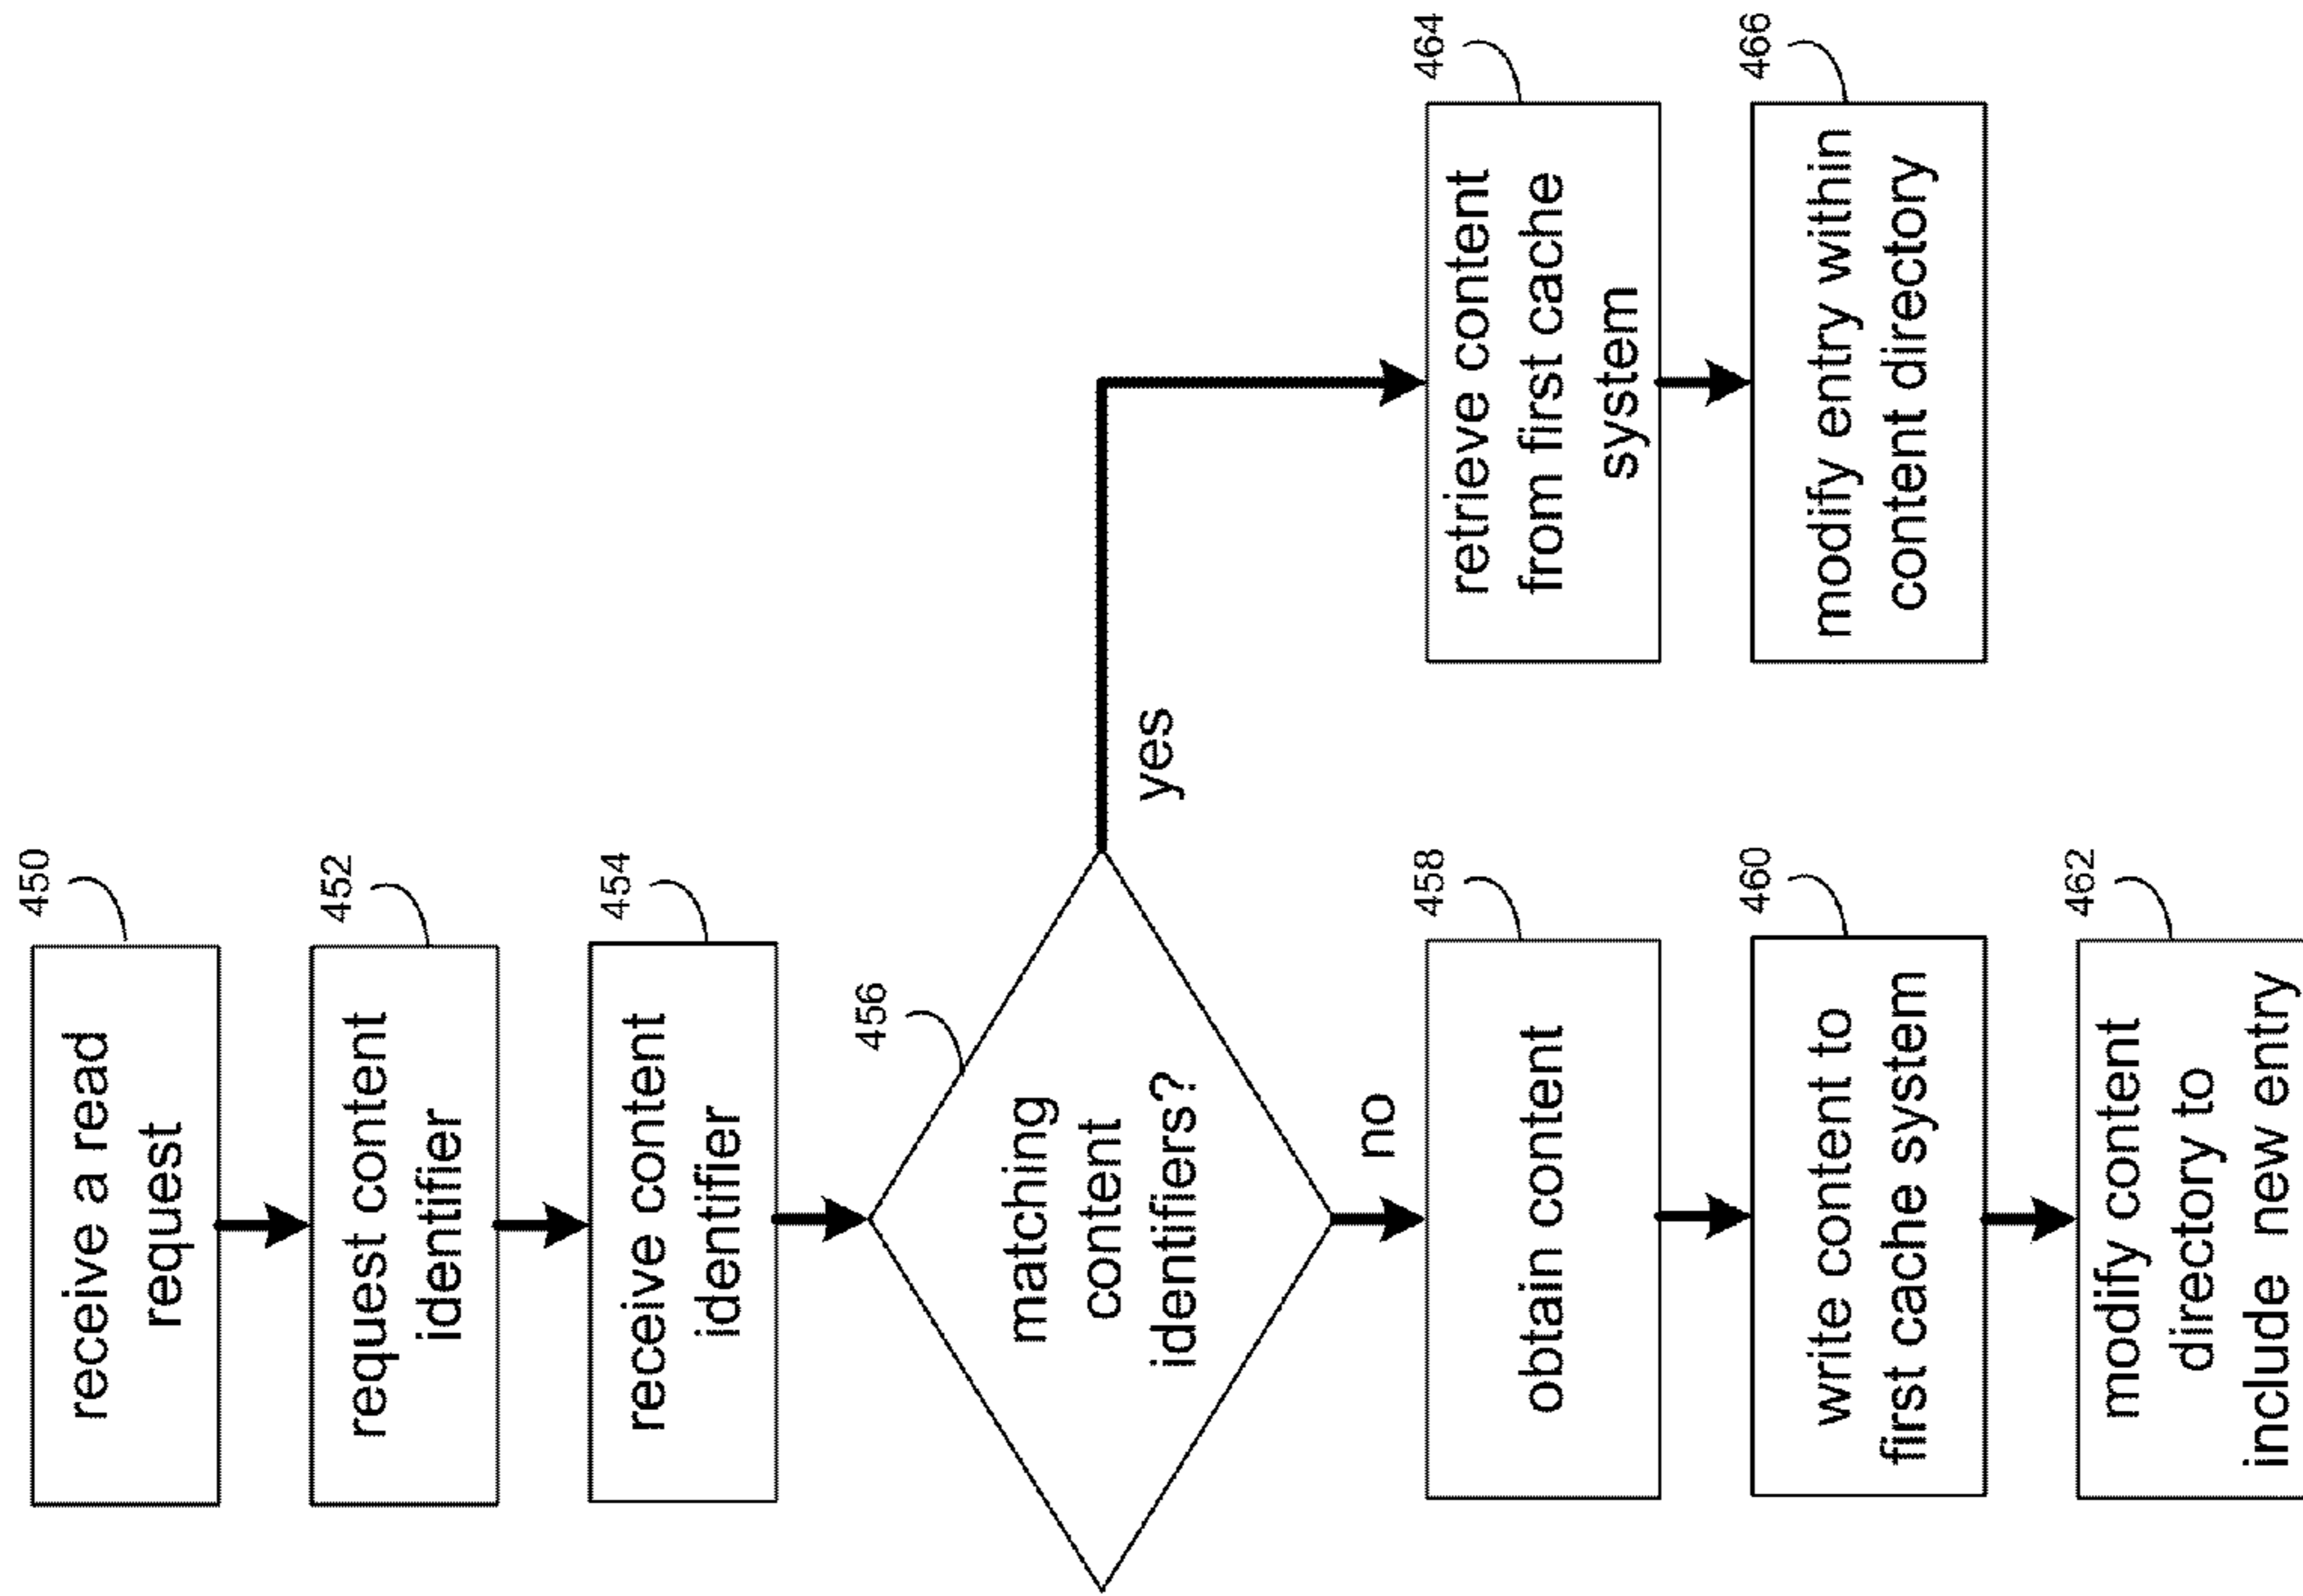 450
receive a read
request
452
request content
identifier
454
receive content
identifier
456
matching
content
identifiers?
yes
no
458
obtain content
460
write content to
first cache system
462
modify content
directory to
include new entry
464
retrieve content
from first cache
system
466
modify entry within
content directory